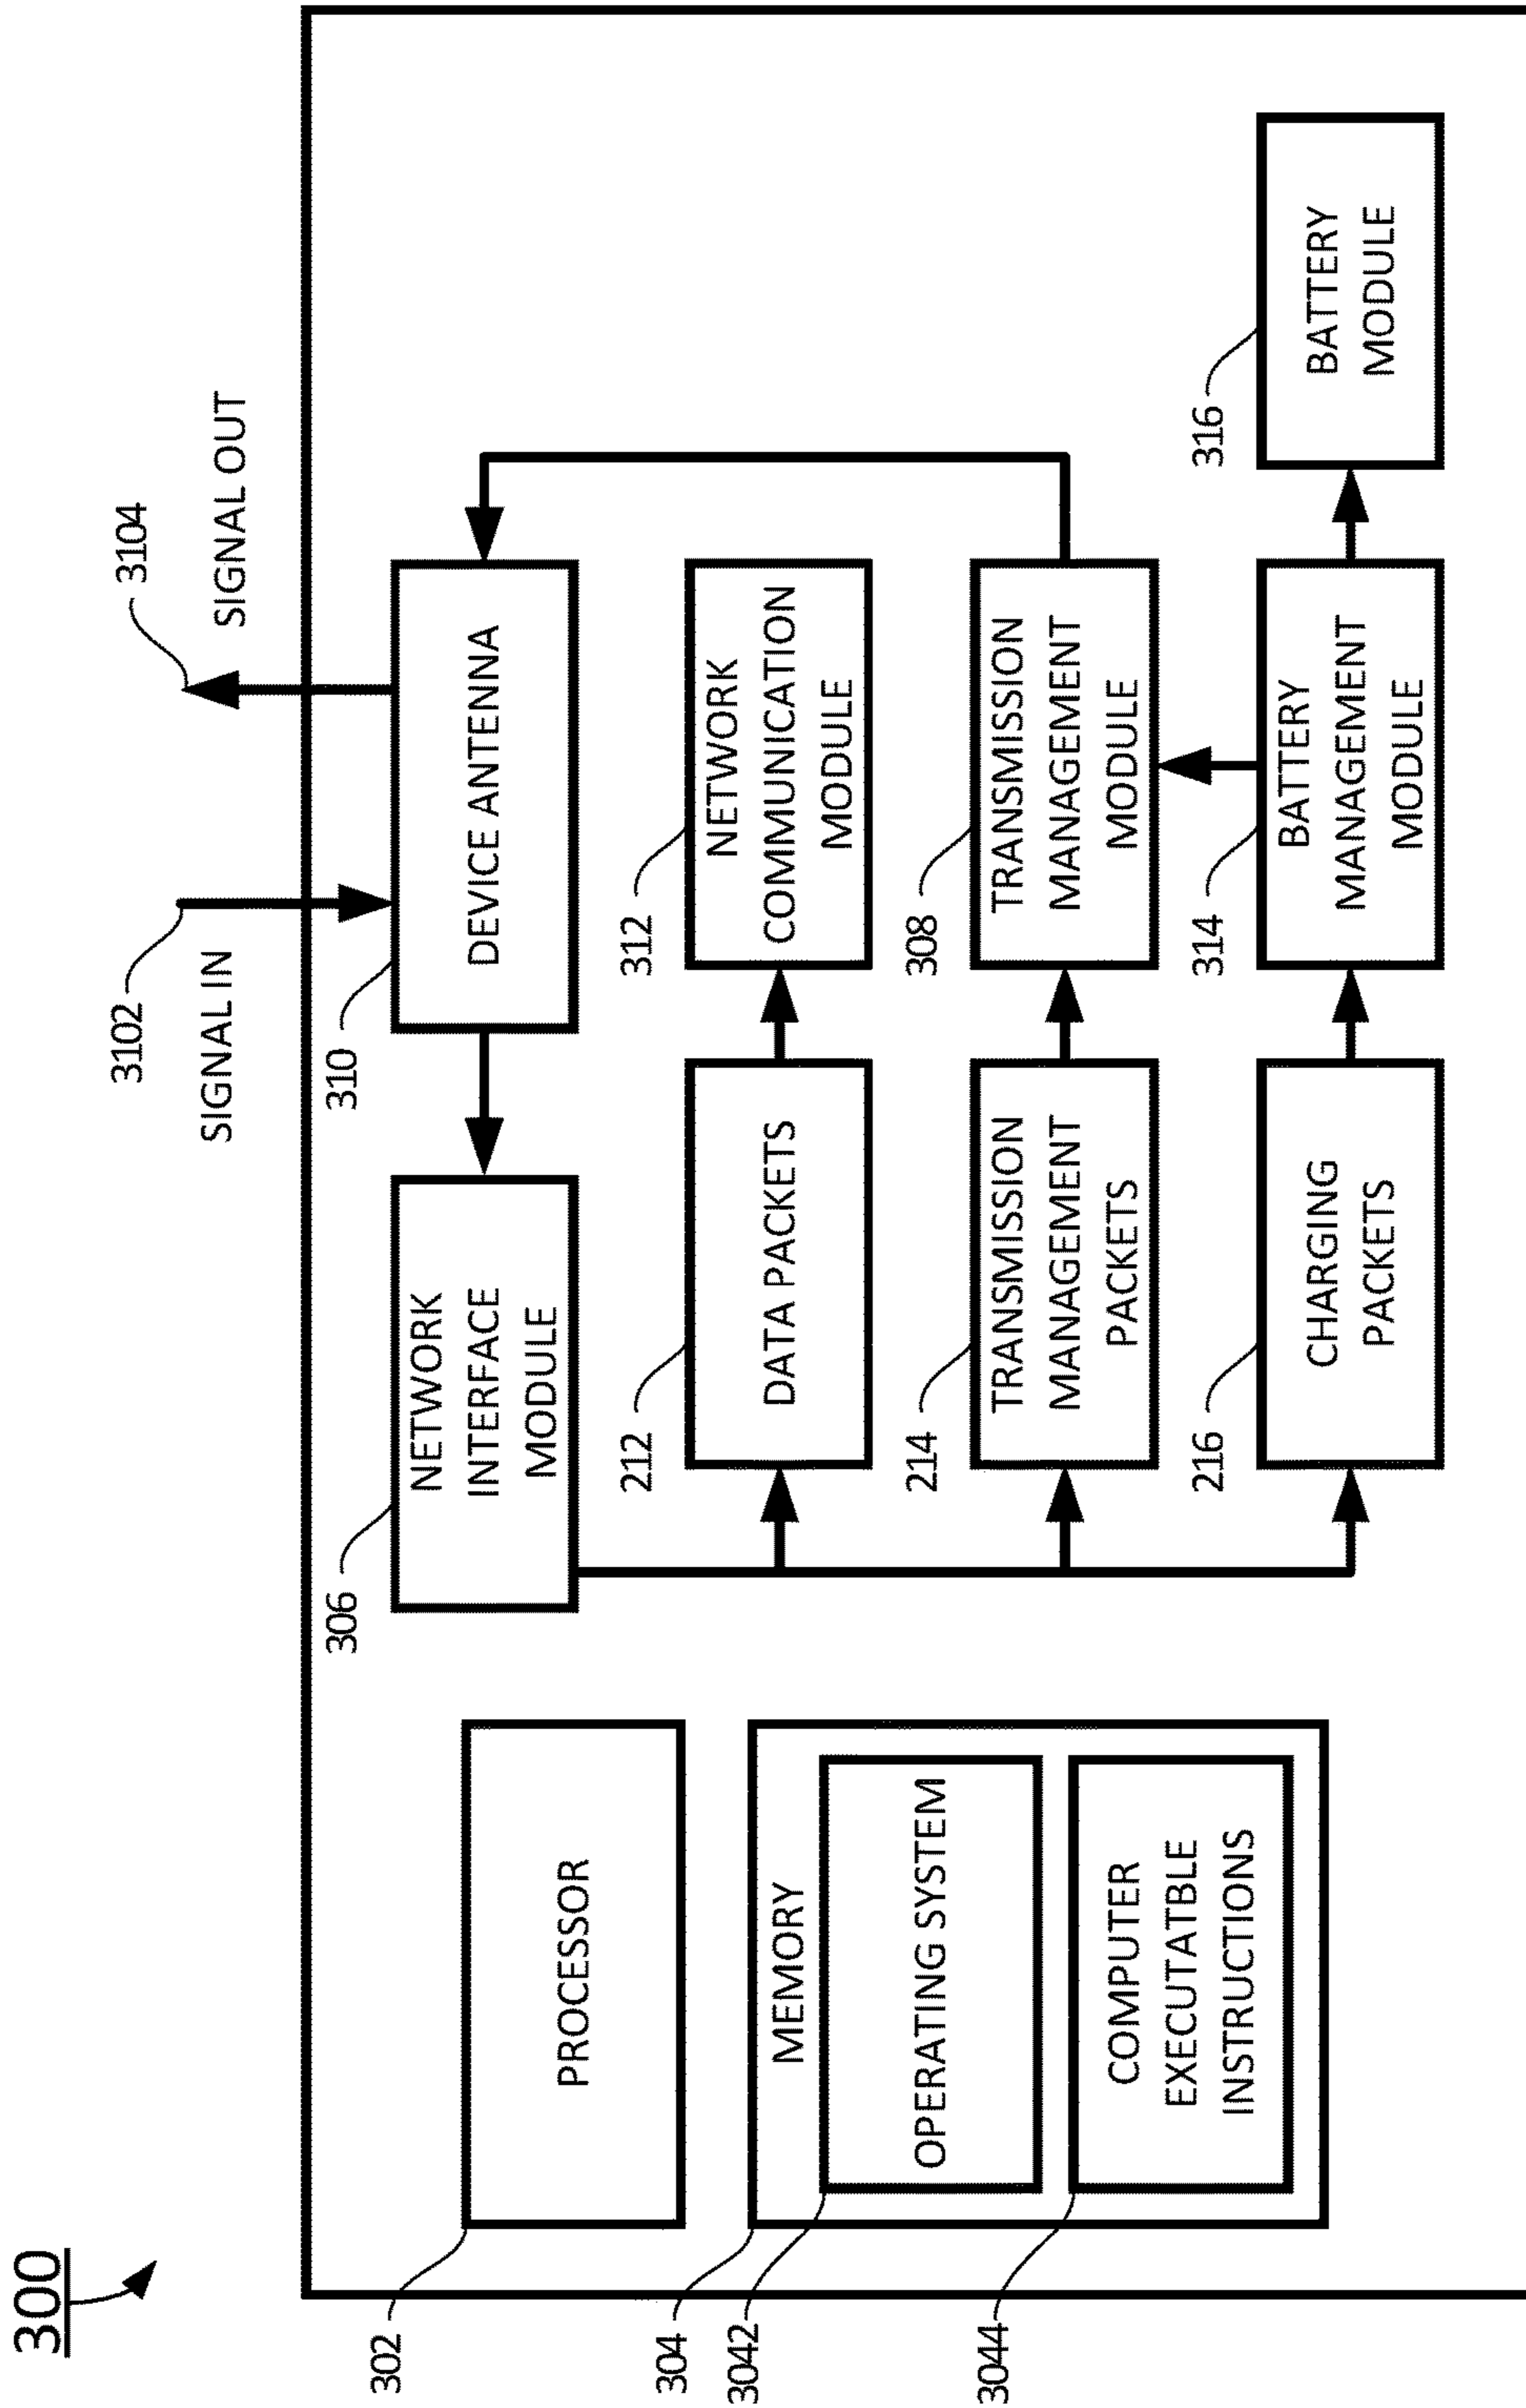 300
3102
SIGNAL IN
3104
SIGNAL OUT
302
PROCESSOR
304
MEMORY
3042
OPERATING SYSTEM
3044
COMPUTER
EXECUTATBLE
INSTRUCTIONS
306
NETWORK
INTERFACE
MODULE
310
DEVICE ANTENNA
212
DATA PACKETS
312
NETWORK
COMMUNICATION
MODULE
214
TRANSMISSION
MANAGEMENT
PACKETS
308
TRANSMISSION
MANAGEMENT
MODULE
216
CHARGING
PACKETS
314
BATTERY
MANAGEMENT
MODULE
316
BATTERY
MODULE